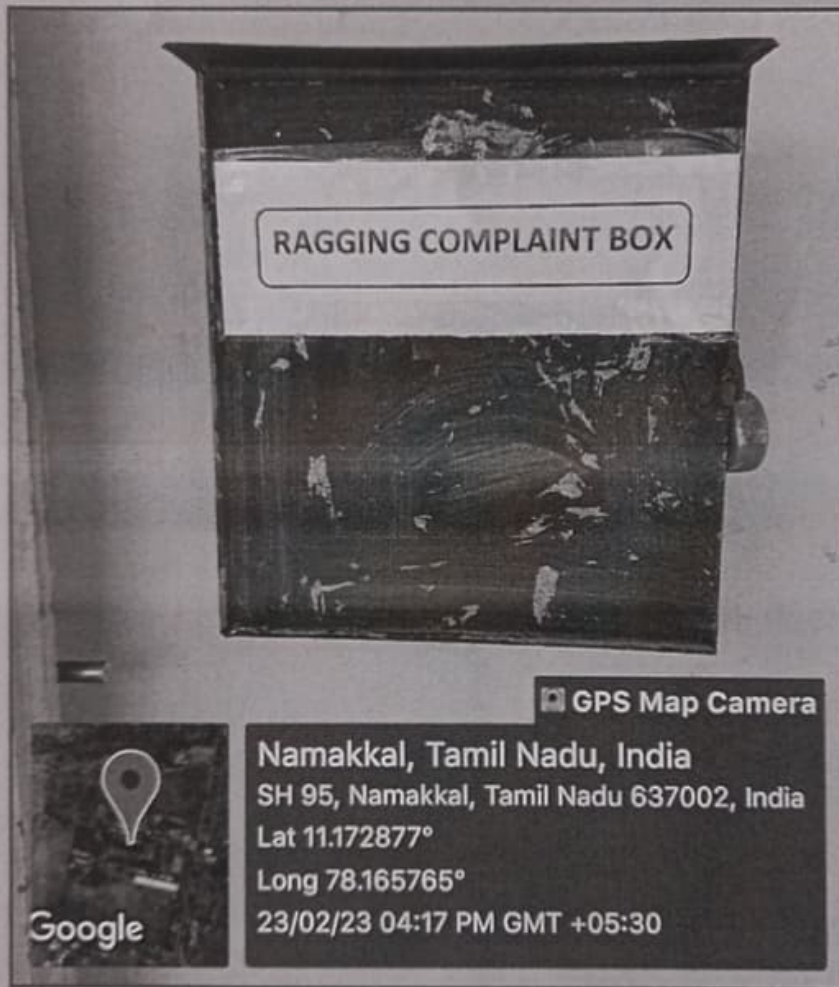 RAGGING COMPLAINT BOX
GPS Map Camera
Namakkal, Tamil Nadu, India
SH 95, Namakkal, Tamil Nadu 637002, India
Lat 11.172877°
Long 78.165765°
23/02/23 04:17 PM GMT +05:30
Google